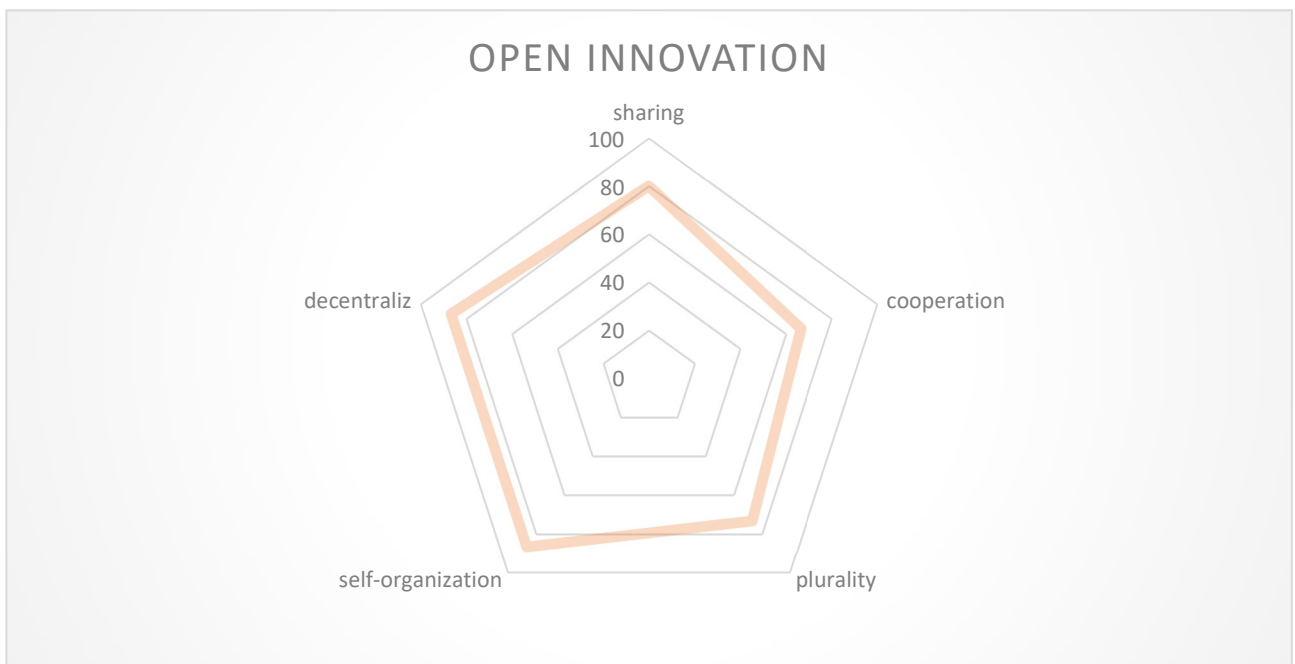 OPEN INNOVATION
sharing
100
80
60
40
20
0
cooperation
plurality
self-organization
decentraliz